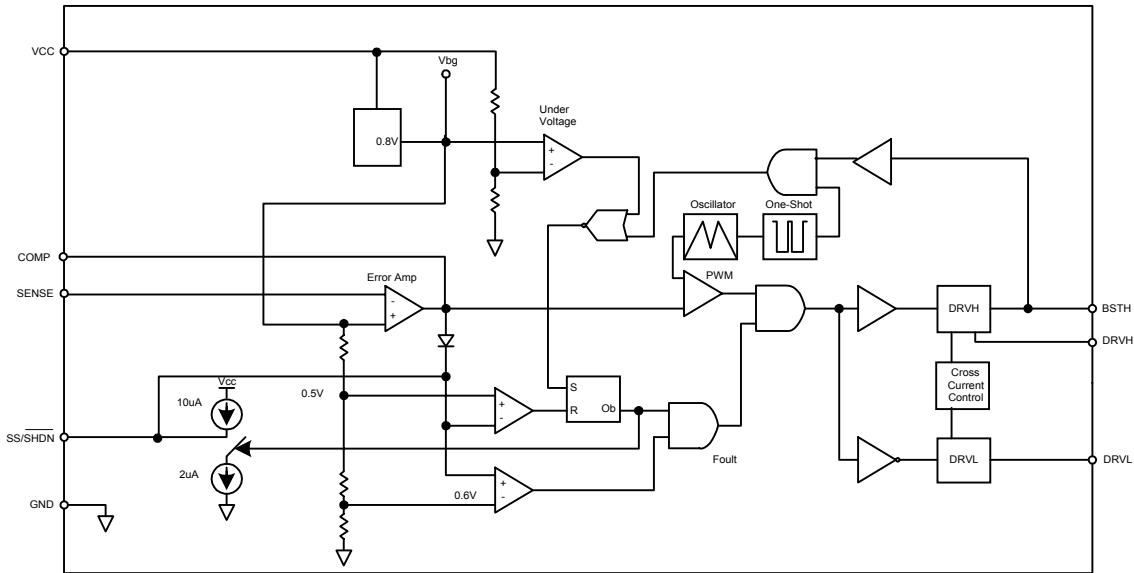 VCC
Vbg
0.8V
Under
Voltage
+
-
Oscillator
One-Shot
COMP
SENSE
Error Amp
-
+
PWM
DRVH
BSTH
DRVH
Cross
Current
Control
Vcc
10uA
0.5V
+
-
S
R
Ob
SS/SHDN
2uA
0.6V
+
-
Foult
DRVL
DRVL
GND